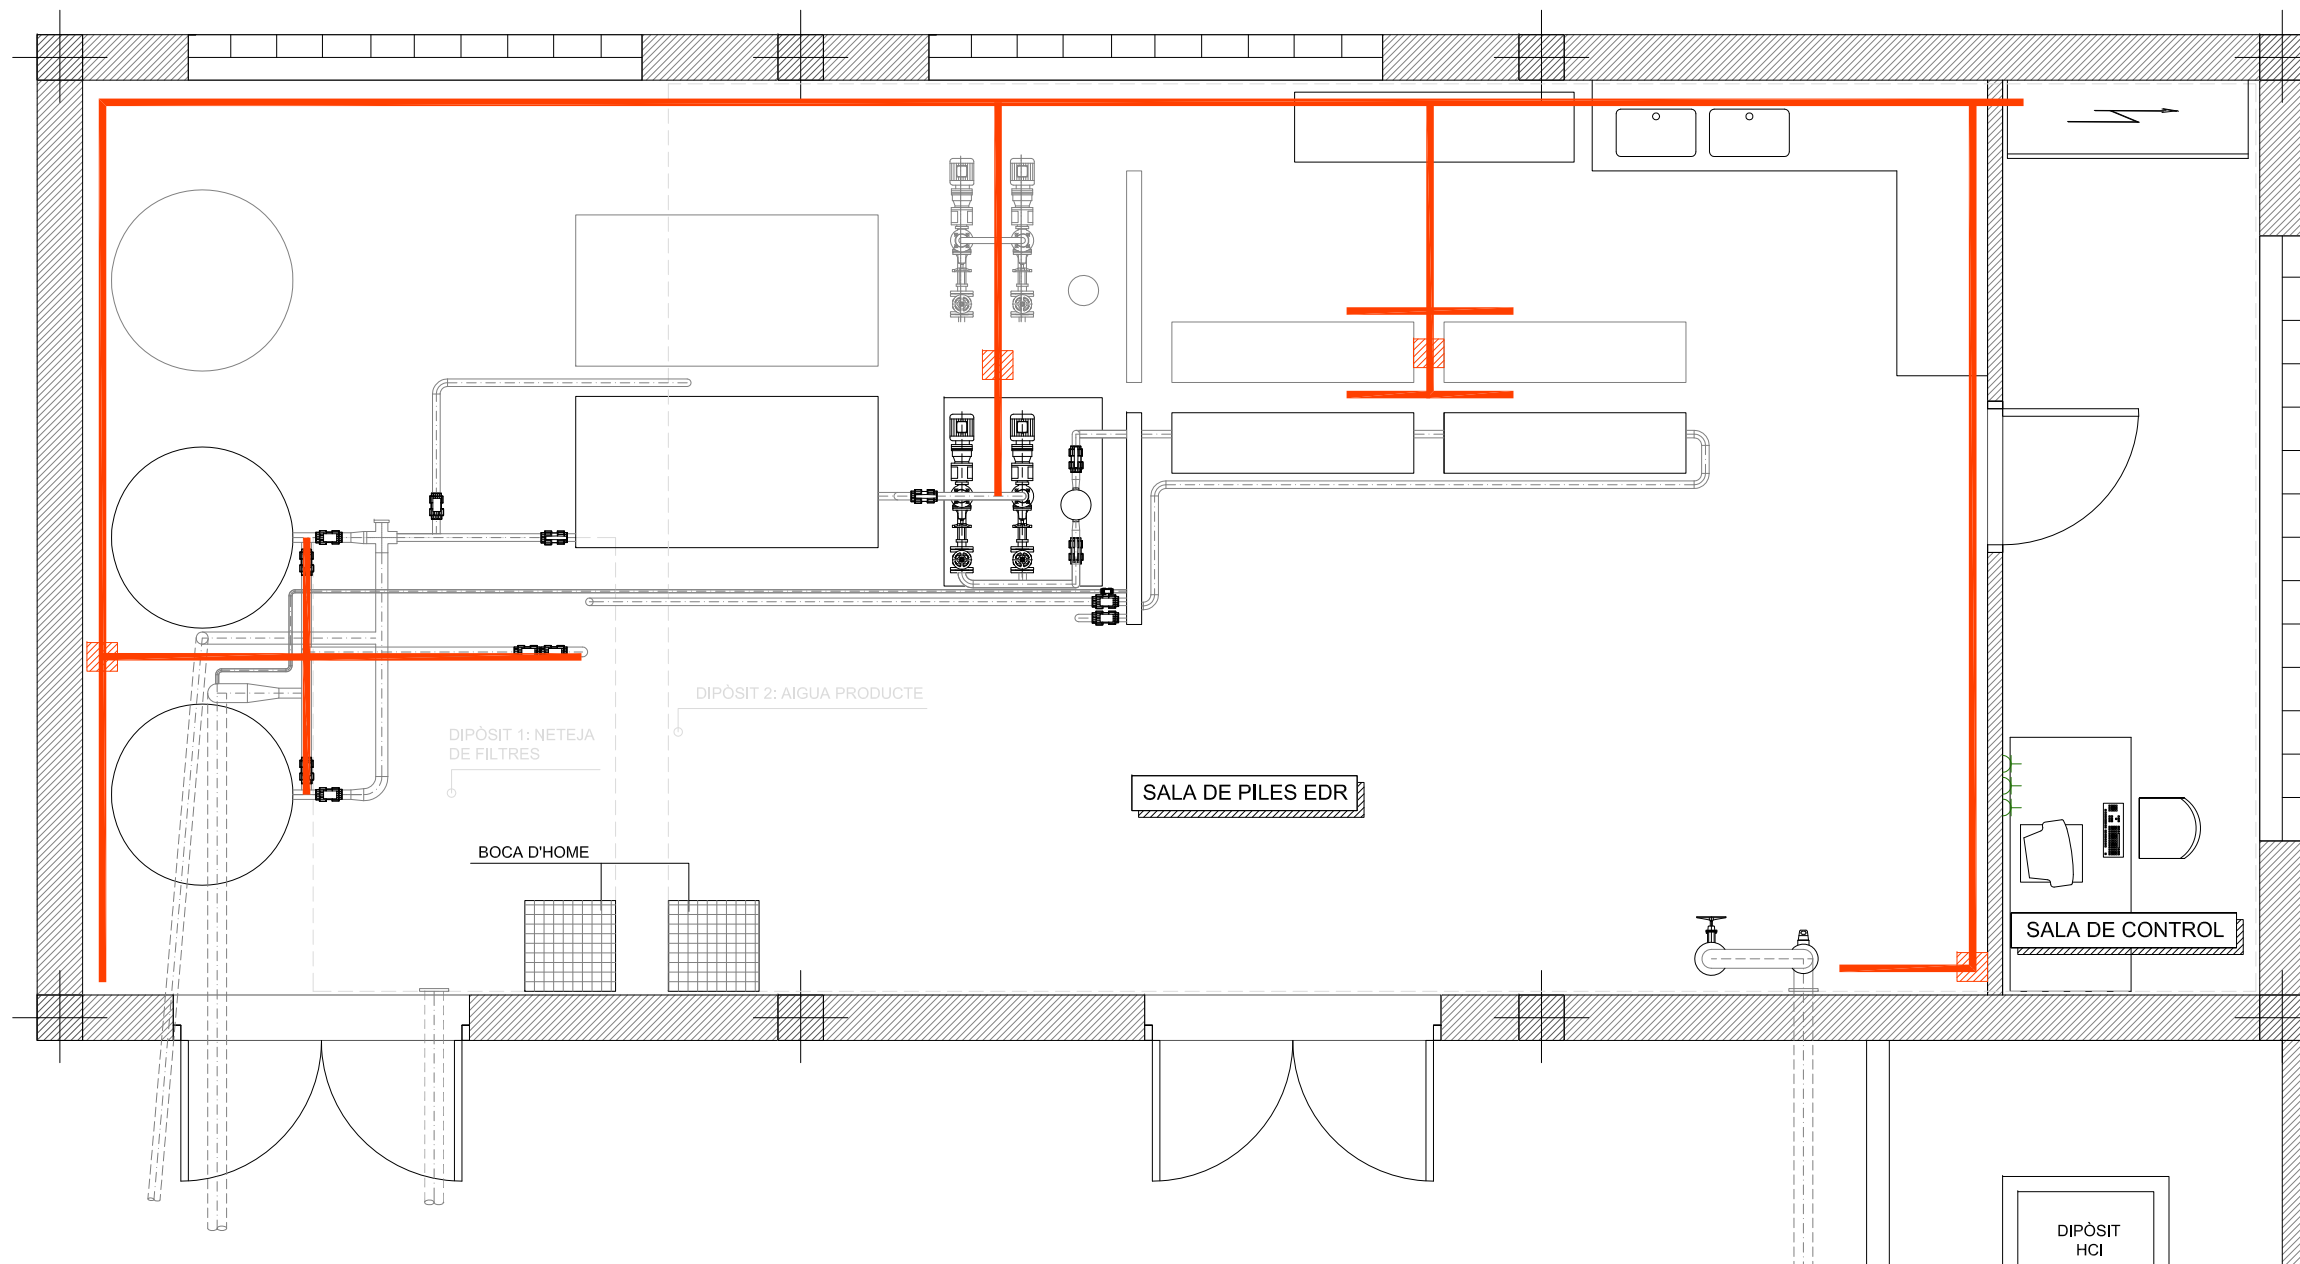 DIPÒSIT 2: AIGUA PRODUCTE
DIPÒSIT 1: NETEJA
DE FILTRES
SALA DE PILES EDR
BOCA D'HOME
SALA DE CONTROL
DIPÒSIT
HCl